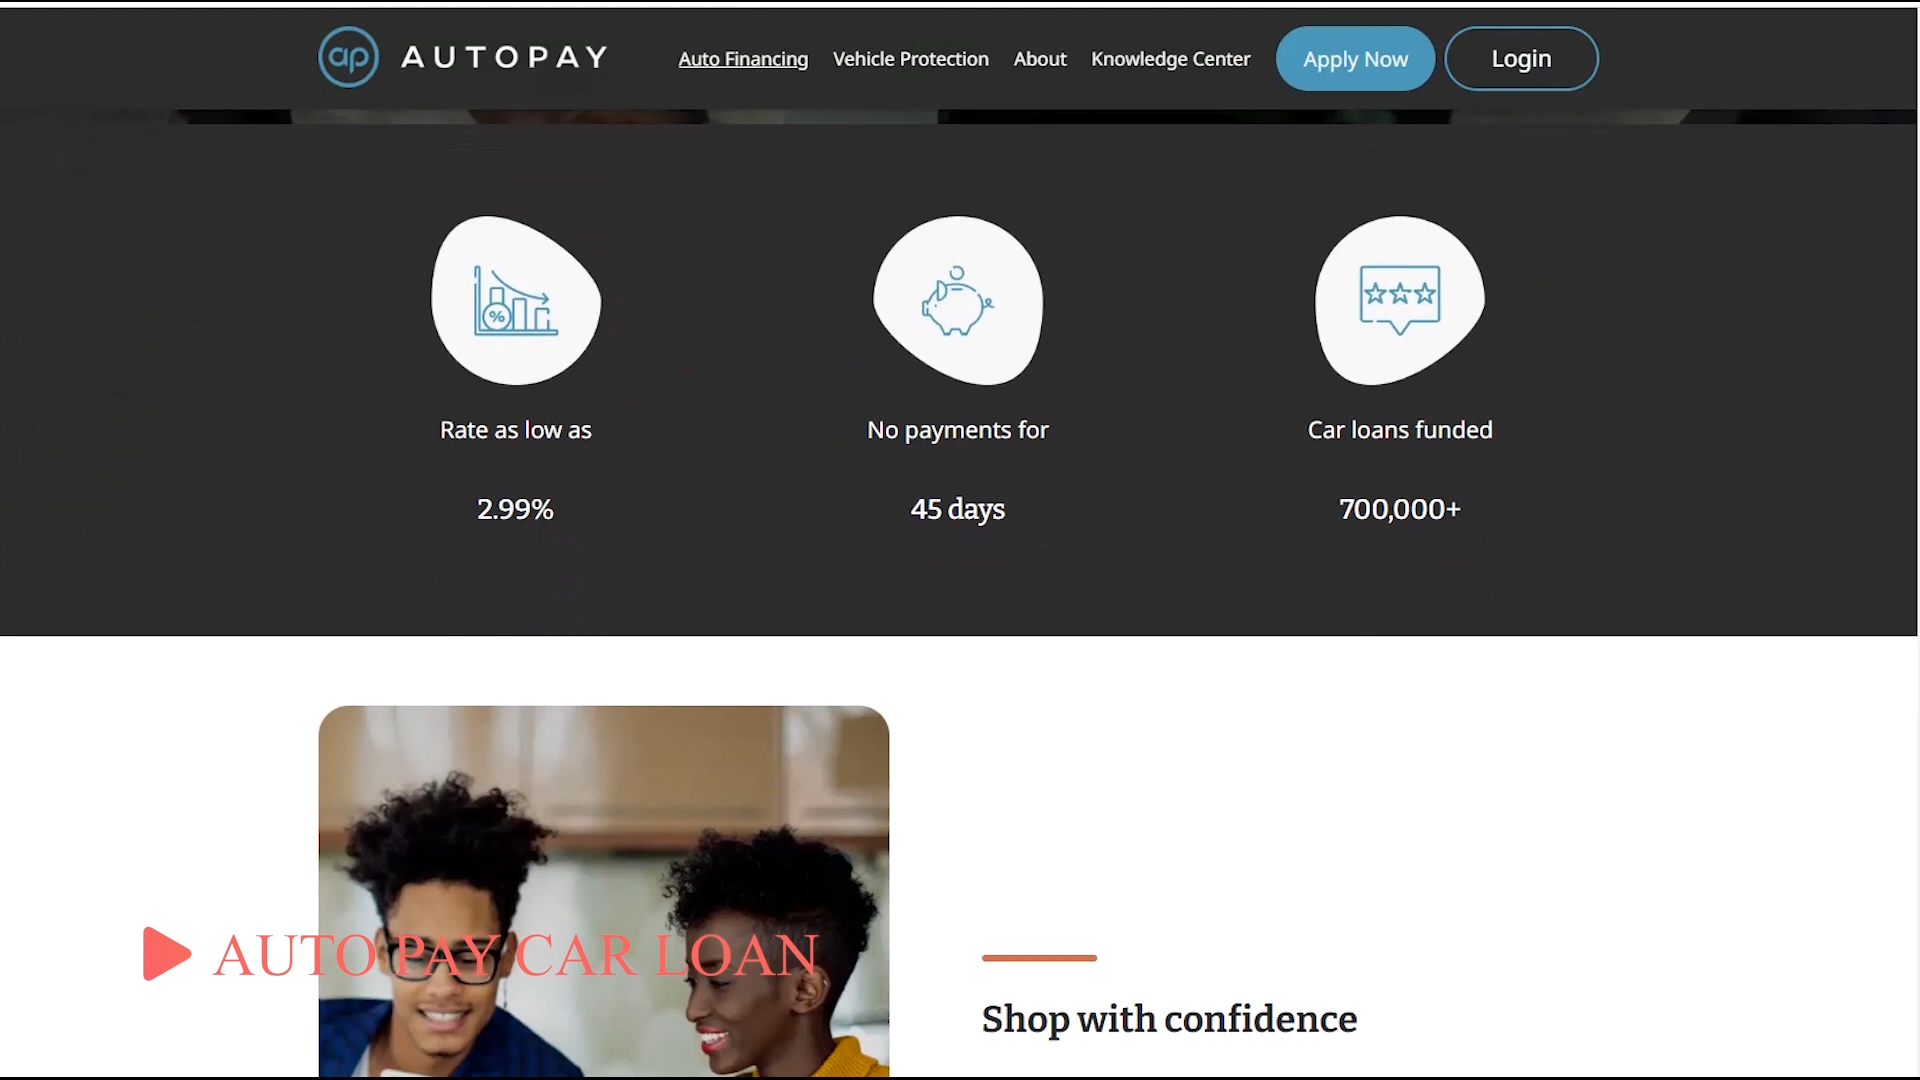 ap AUTOPAY Auto Financing Vehicle Protection About Knowledge Center Apply Now Login
%
Rate as low as No payments for Car loans funded
2.99% 45 days 700,000+
AUTO PAY CAR LOAN
Shop with confidence